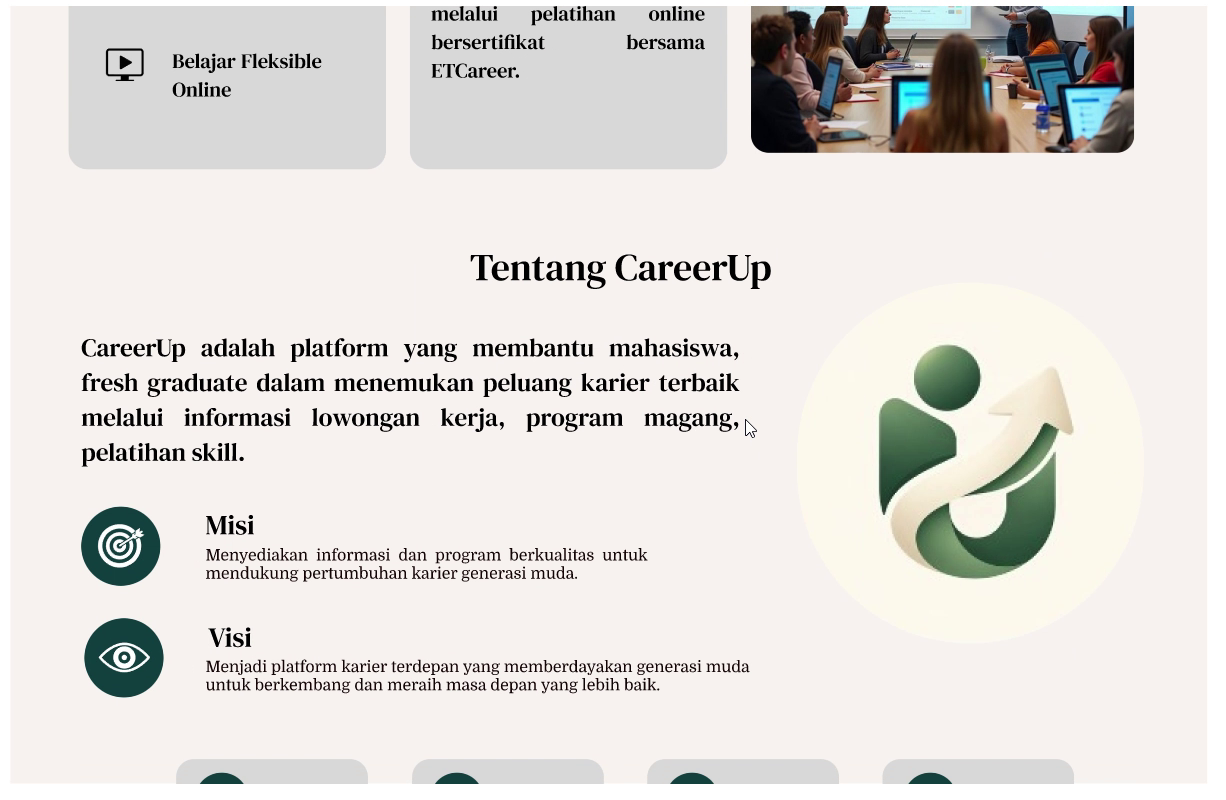 Belajar Fleksible
Online
melalui pelatihan online
bersertifikat bersama
ETCareer.
Tentang CareerUp
CareerUp adalah platform yang membantu mahasiswa,
fresh graduate dalam menemukan peluang karier terbaik
melalui informasi lowongan kerja, program magang,
pelatihan skill.
Misi
Menyediakan informasi dan program berkualitas untuk
mendukung pertumbuhan karier generasi muda.
Visi
Menjadi platform karier terdepan yang memberdayakan generasi muda
untuk berkembang dan meraih masa depan yang lebih baik.